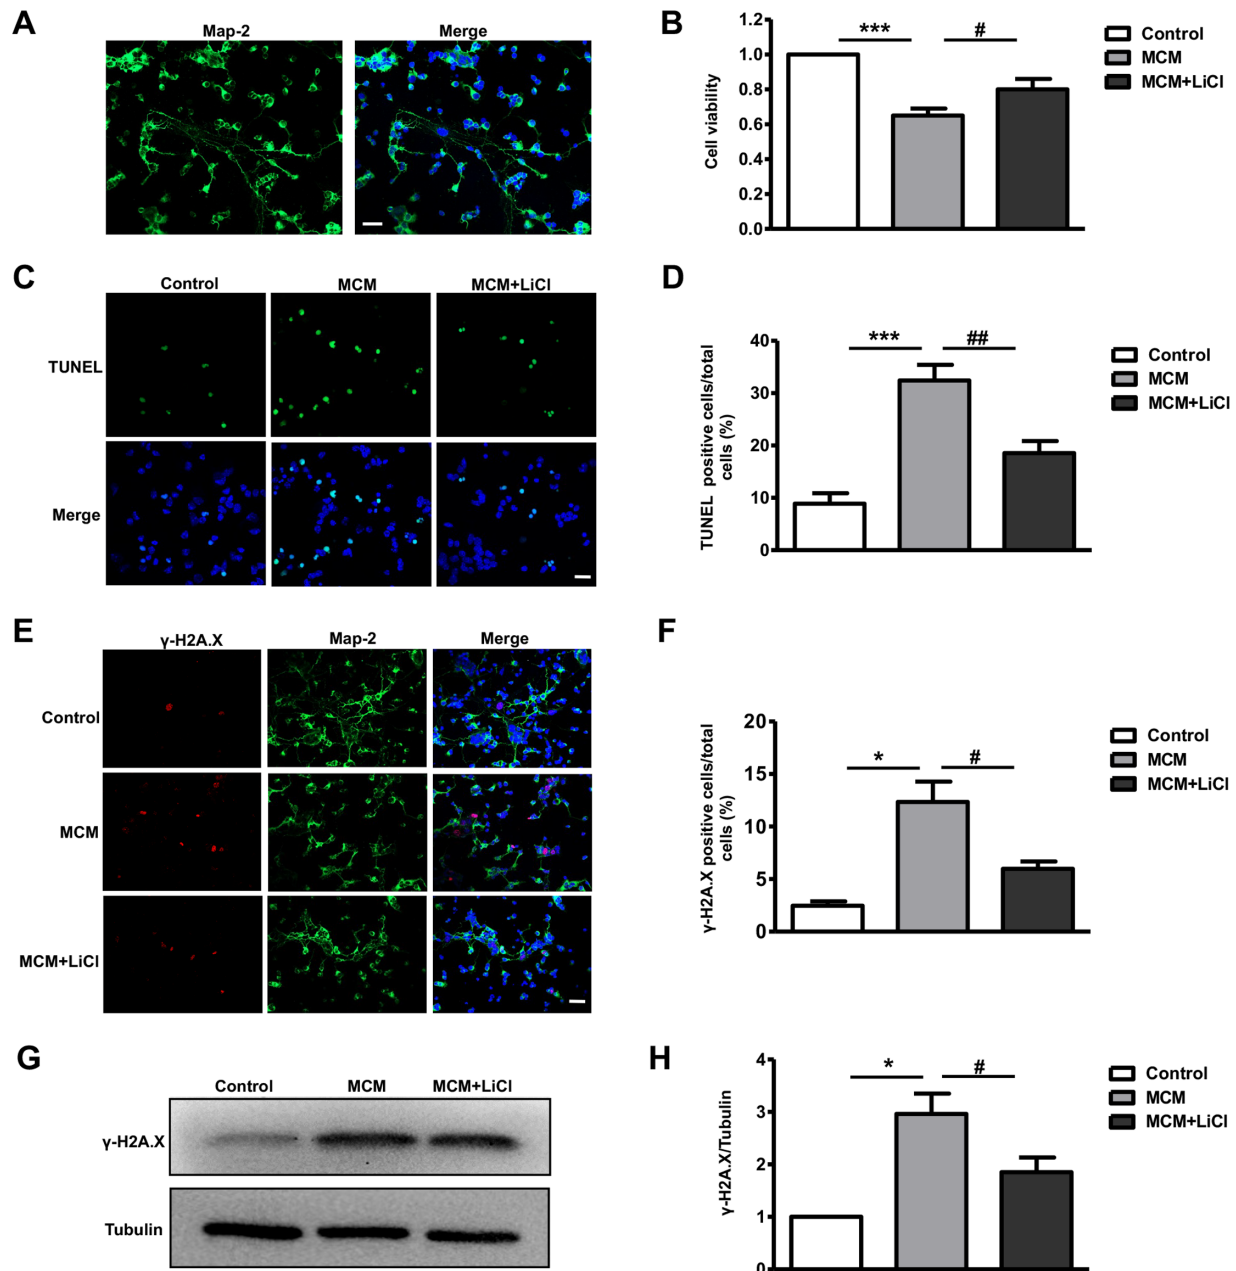 A
Map-2
Merge
B
Cell viability
1.2
1.0
0.8
0.6
0.4
0.2
0.0
***
#
Control
MCM
MCM+LiCl
C
Control
MCM
MCM+LiCl
TUNEL
Merge
D
TUNEL positive cells/total
cells (%)
40
30
20
10
0
***
##
Control
MCM
MCM+LiCl
E
γ-H2A.X
Map-2
Merge
Control
MCM
MCM+LiCl
F
γ-H2A.X positive cells/total
cells (%)
20
15
10
5
0
*
#
Control
MCM
MCM+LiCl
G
Control
MCM
MCM+LiCl
γ-H2A.X
Tubulin
H
γ-H2A.X/Tubulin
4
3
2
1
0
*
#
Control
MCM
MCM+LiCl